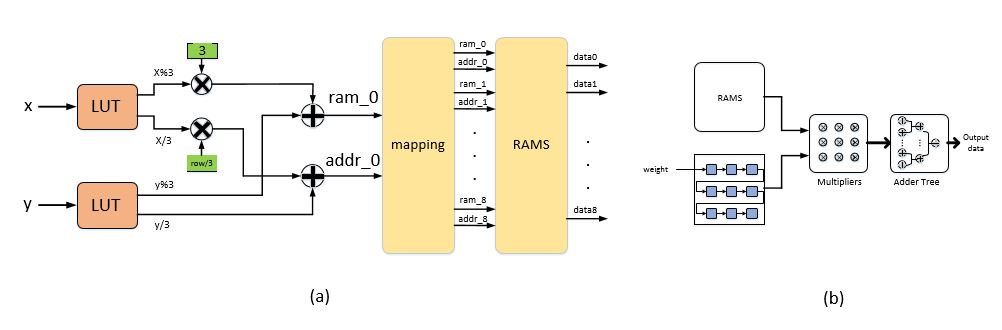 3
X%3
x
LUT
X/3
row/3
ram_0
addr_0
y
LUT
y%3
y/3
mapping
ram_0
addr_0
ram_1
addr_1
ram_8
addr_8
RAMS
data0
data1
data8
(a)
RAMS
weight
Multipliers
Adder Tree
Output
data
(b)